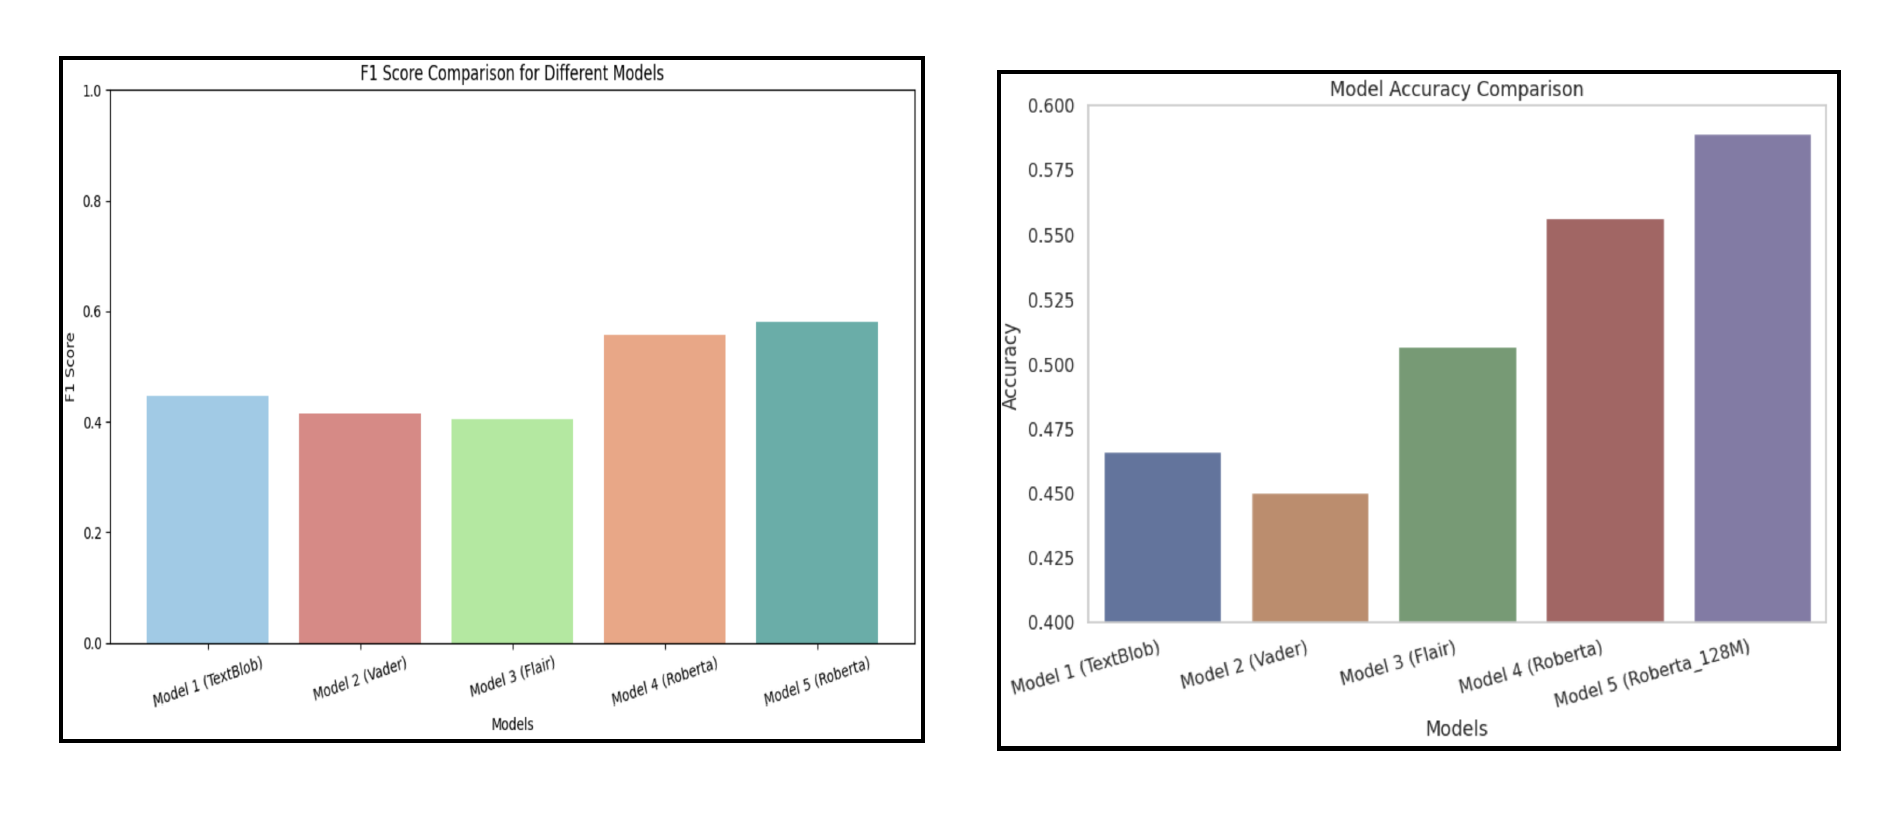 F1 Score Comparison for Different Models
1.0
0.8
0.6
0.4
0.2
0.0
F1 Score
Model 1 (TextBlob)
Model 2 (Vader)
Model 3 (Flair)
Model 4 (Roberta)
Model 5 (Roberta)
Models
Model Accuracy Comparison
0.600
0.575
0.550
0.525
0.500
0.475
0.450
0.425
0.400
Accuracy
Model 1 (TextBlob)
Model 2 (Vader)
Model 3 (Flair)
Model 4 (Roberta)
Model 5 (Roberta_128M)
Models